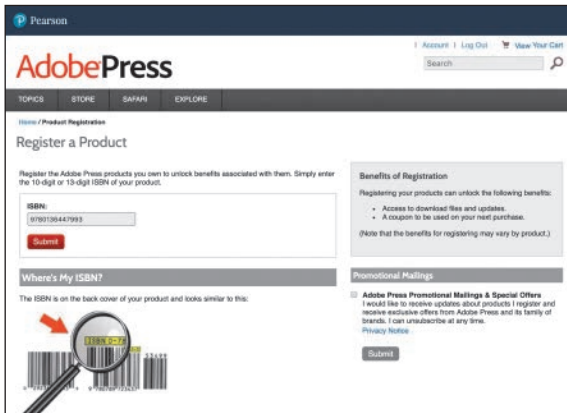 Pearson
| Account | Log Out View Your Cart
AdobePress
Search
TOPICS STORE SAFARI EXPLORE
Home / Product Registration
Register a Product
Register the Adobe Press products you own to unlock benefits associated with them. Simply enter
the 10-digit or 13-digit ISBN of your product.
ISBN:
9780136447993
Submit
Where's My ISBN?
The ISBN is on the back cover of your product and looks similar to this:
Benefits of Registration
Registering your products can unlock the following benefits:
• Access to download files and updates.
• A coupon to be used on your next purchase.
(Note that the benefits for registering may vary by product.)
Promotional Mailings
Adobe Press Promotional Mailings & Special Offers
I would like to receive updates about products I register and
receive exclusive offers from Adobe Press and its family of
brands. I can unsubscribe at any time.
Privacy Notice
Submit